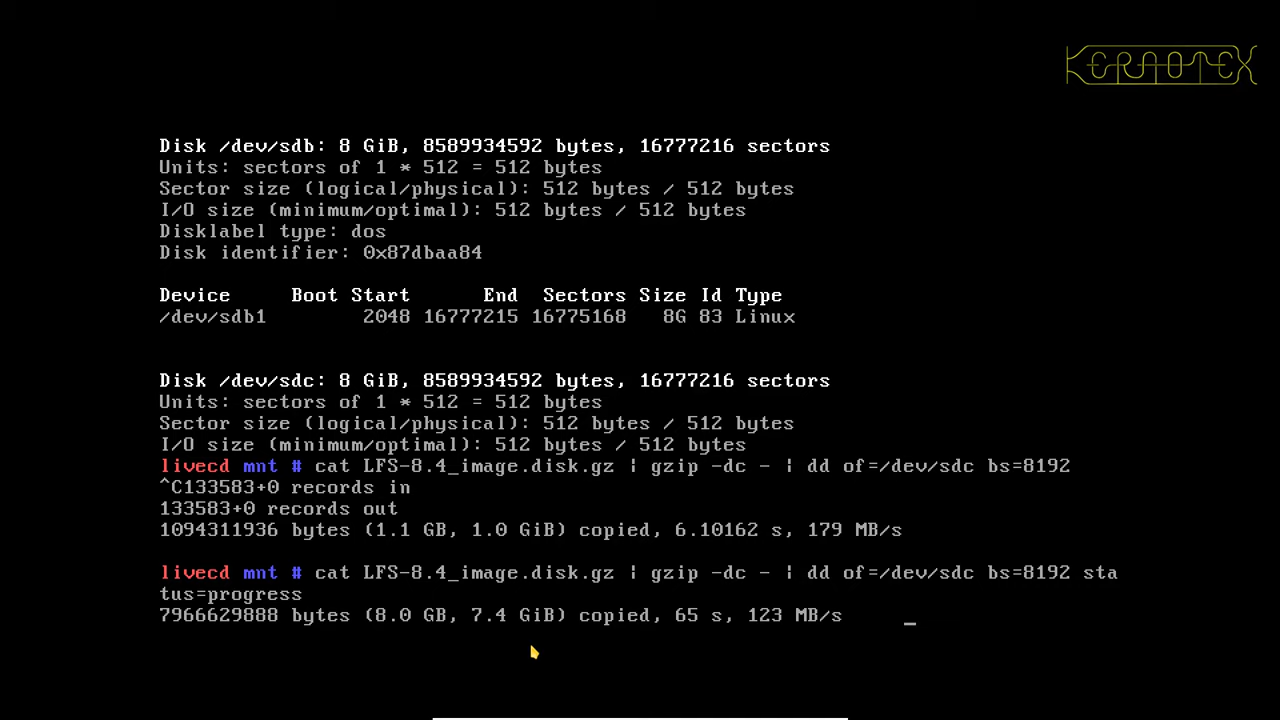 KERNOTEX
Disk /dev/sdb: 8 GiB, 8589934592 bytes, 16777216 sectors
Units: sectors of 1 * 512 = 512 bytes
Sector size (logical/physical): 512 bytes / 512 bytes
I/O size (minimum/optimal): 512 bytes / 512 bytes
Disklabel type: dos
Disk identifier: 0x87dbaa84
Device     Boot Start      End  Sectors Size Id Type
/dev/sdb1        2048 16777215 16775168   8G 83 Linux
Disk /dev/sdc: 8 GiB, 8589934592 bytes, 16777216 sectors
Units: sectors of 1 * 512 = 512 bytes
Sector size (logical/physical): 512 bytes / 512 bytes
I/O size (minimum/optimal): 512 bytes / 512 bytes
livecd mnt # cat LFS-8.4_image.disk.gz | gzip -dc - | dd of=/dev/sdc bs=8192
^C133583+0 records in
133583+0 records out
1094311936 bytes (1.1 GB, 1.0 GiB) copied, 6.10162 s, 179 MB/s
livecd mnt # cat LFS-8.4_image.disk.gz | gzip -dc - | dd of=/dev/sdc bs=8192 sta
tus=progress
7966629888 bytes (8.0 GB, 7.4 GiB) copied, 65 s, 123 MB/s